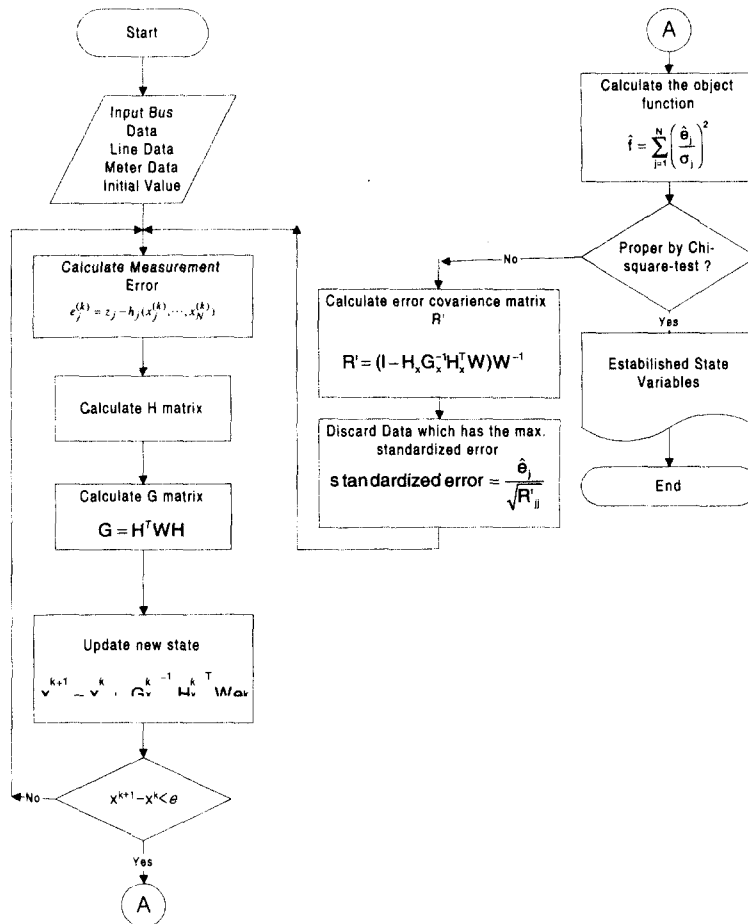 Start
Input Bus
Data
Line Data
Meter Data
Initial Value
Calculate Measurement
Error
e_j^(k) = z_j − h_j(x_j^(k), ⋯, x_N^(k))
Calculate H matrix
Calculate G matrix
G = H^T WH
Update new state
No
x^k+1 − x^k < e
Yes
A
A
Calculate the object
function
f̂ = Σ_j=1^N (ê_j / σ_j)^2
Proper by Chi-
square-test ?
No
Yes
Calculate error covarience matrix
R'
R' = (I − H_x G_x^-1 H_x^T W)W^-1
Discard Data which has the max.
standardized error
s tan dardized error = ê_j / √R'_jj
Estabilished State
Variables
End